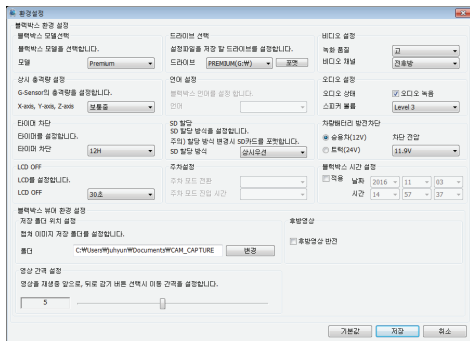 환경설정
블랙박스 환경 설정
블랙박스 모델선택
블랙박스 모델을 선택합니다.
모델 Premium
드라이브 선택
설정파일을 저장 할 드라이브를 설정합니다.
드라이브 PREMIUM(G:₩) 포맷
비디오 설정
녹화 품질 고
비디오 채널 전후방
상시 충격량 설정
G-Sensor의 충격량을 설정합니다.
X-axis, Y-axis, Z-axis 보통중
언어 설정
블랙박스 언어를 설정 합니다.
언어
오디오 설정
오디오 상태 오디오 녹음
스피커 볼륨 Level 3
타이머 차단
타이머를 설정합니다.
타이머 차단 12H
SD 할당
SD 할당 방식을 설정합니다.
주의) 할당 방식 변경시 SD카드를 포맷합니다.
SD 할당 방식 상시우선
차량배터리 방전차단
승용차(12V) 차단 전압
트럭(24V) 11.9V
LCD OFF
LCD를 설정합니다.
LCD OFF 30초
주차설정
주차 모드 전환
주차 모드 진입 시간
블랙박스 시간 설정
적용 날짜 2016 - 11 - 03
시간 14 - 57 - 37
블랙박스 뷰머 환경 설정
저장 폴더 위치 설정
캡쳐 이미지 저장 폴더를 설정합니다.
폴더 C:₩Users₩juhyun₩Documents₩CAM_CAPTURE 변경
후방영상
후방영상 반전
영상 간격 설정
영상을 재생중 앞으로, 뒤로 감기 버튼 선택시 이동 간격을 설정합니다.
5
기본값 저장 취소